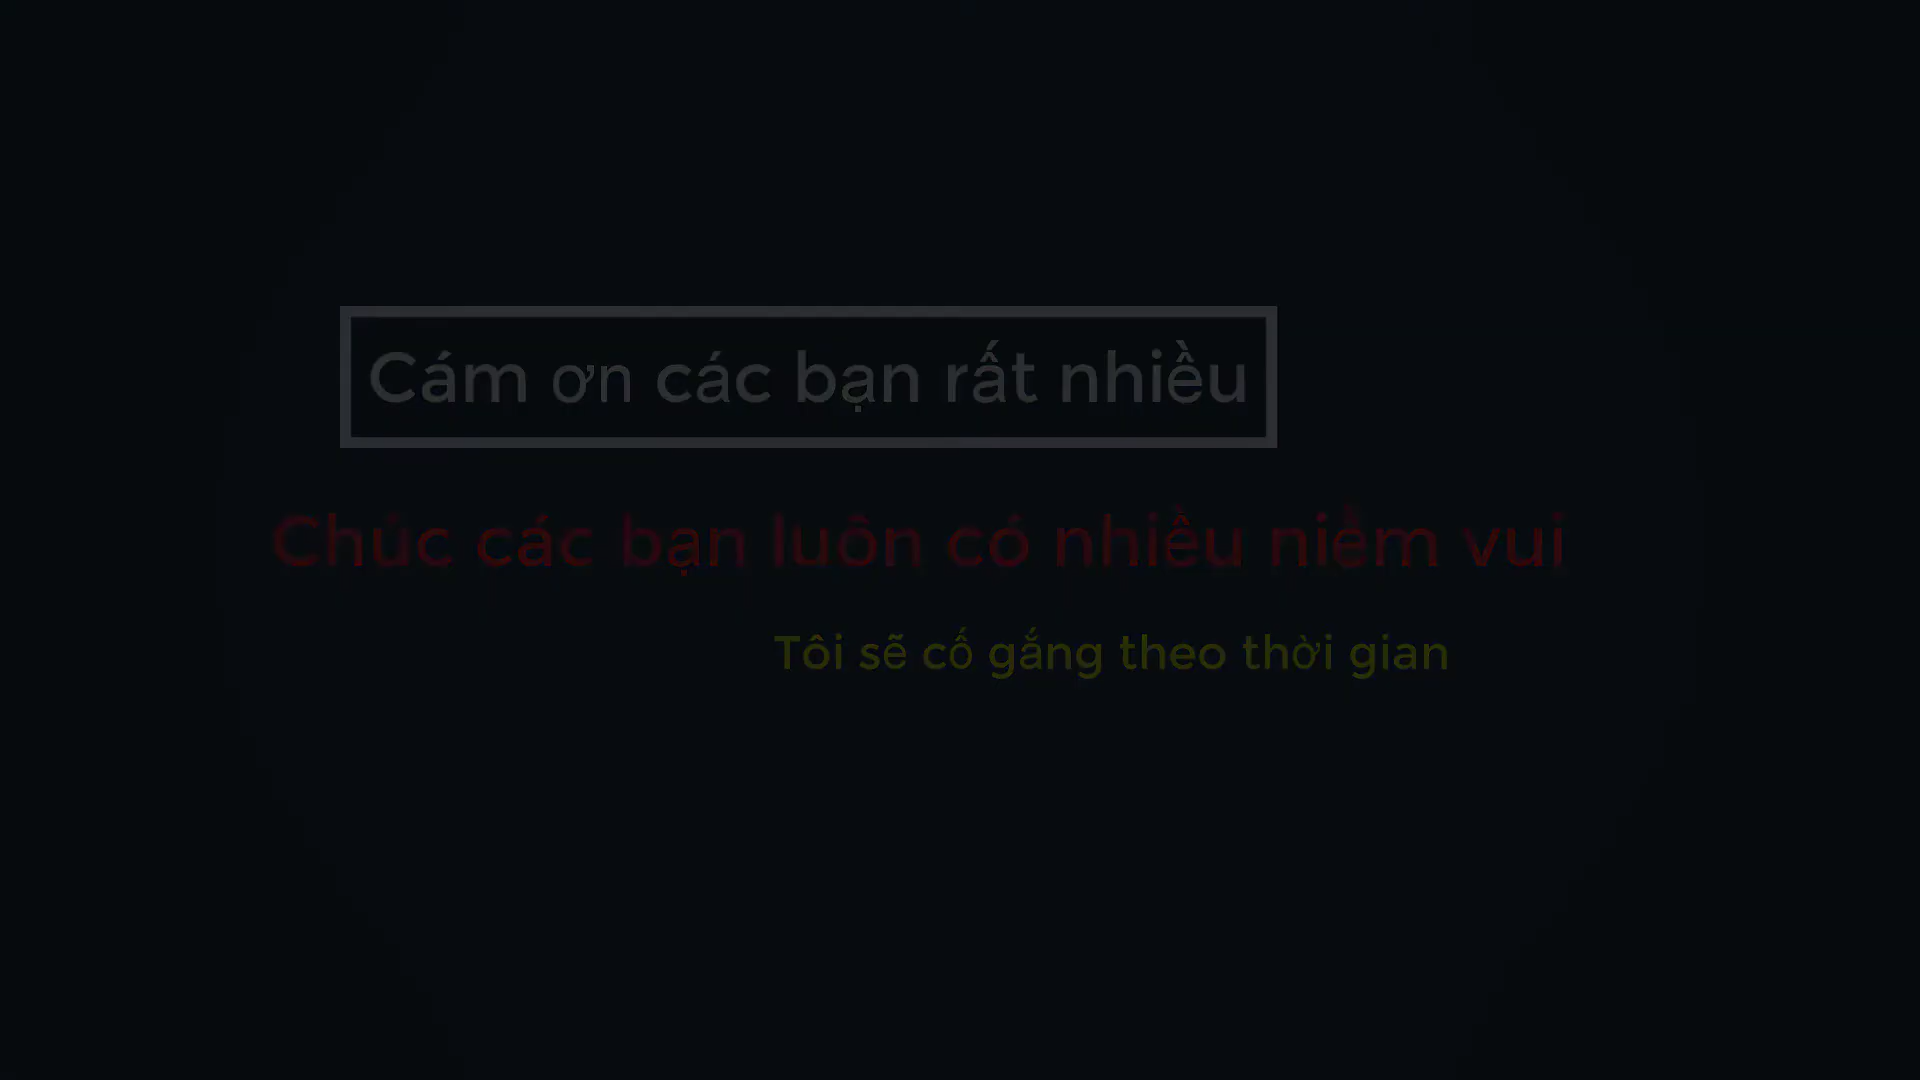 Cám ơn các bạn rất nhiều
Chúc các bạn luôn có nhiều niềm vui
Tôi sẽ cố gắng theo thời gian